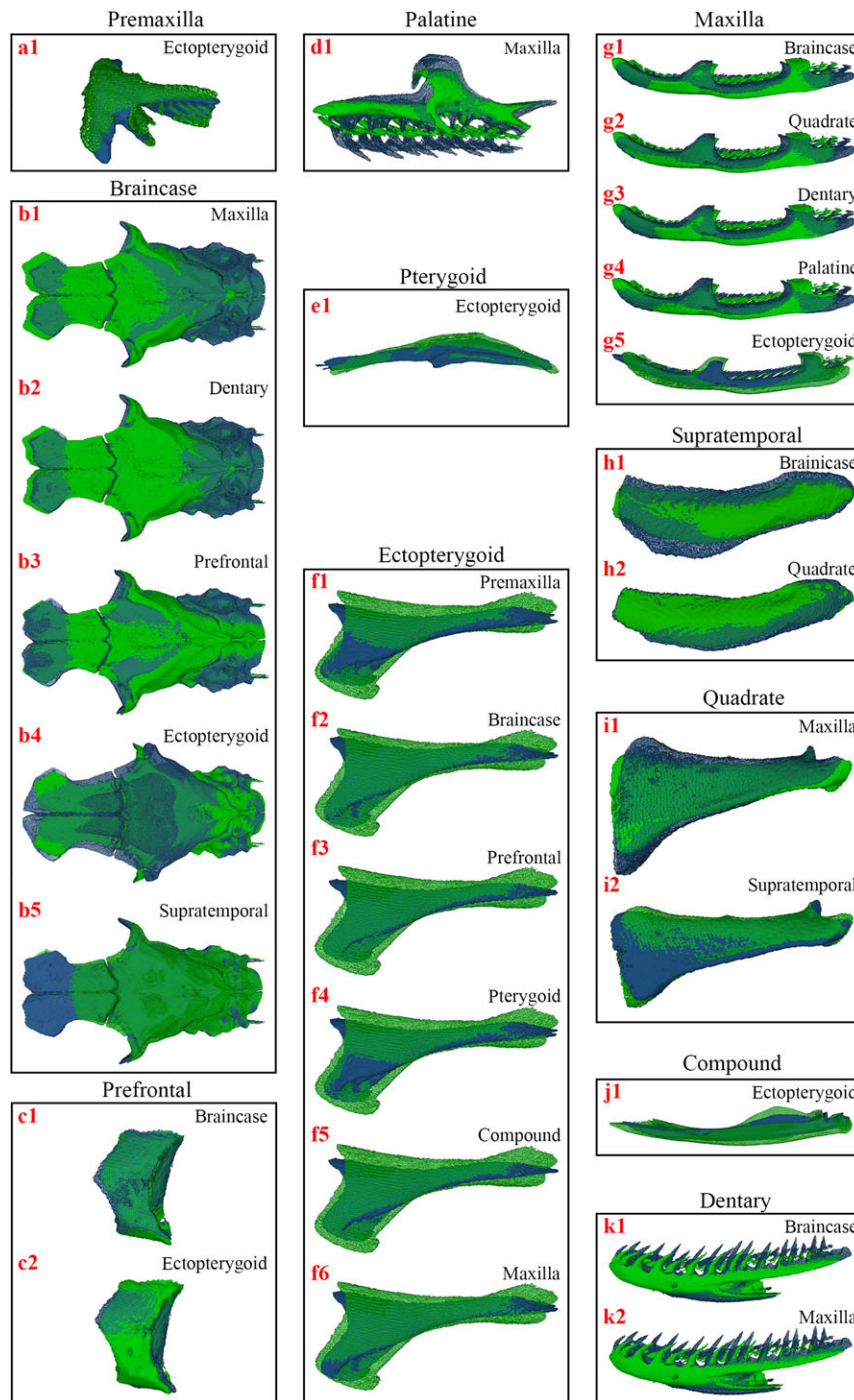 Premaxilla
a1 Ectopterygoid
Braincase
b1 Maxilla
b2 Dentary
b3 Prefrontal
b4 Ectopterygoid
b5 Supratemporal
Prefrontal
c1 Braincase
c2 Ectopterygoid
Palatine
d1 Maxilla
Pterygoid
e1 Ectopterygoid
Ectopterygoid
f1 Premaxilla
f2 Braincase
f3 Prefrontal
f4 Pterygoid
f5 Compound
f6 Maxilla
Maxilla
g1 Braincase
g2 Quadrate
g3 Dentary
g4 Palatine
g5 Ectopterygoid
Supratemporal
h1 Brainicase
h2 Quadrate
Quadrate
i1 Maxilla
i2 Supratemporal
Compound
j1 Ectopterygoid
Dentary
k1 Braincase
k2 Maxilla